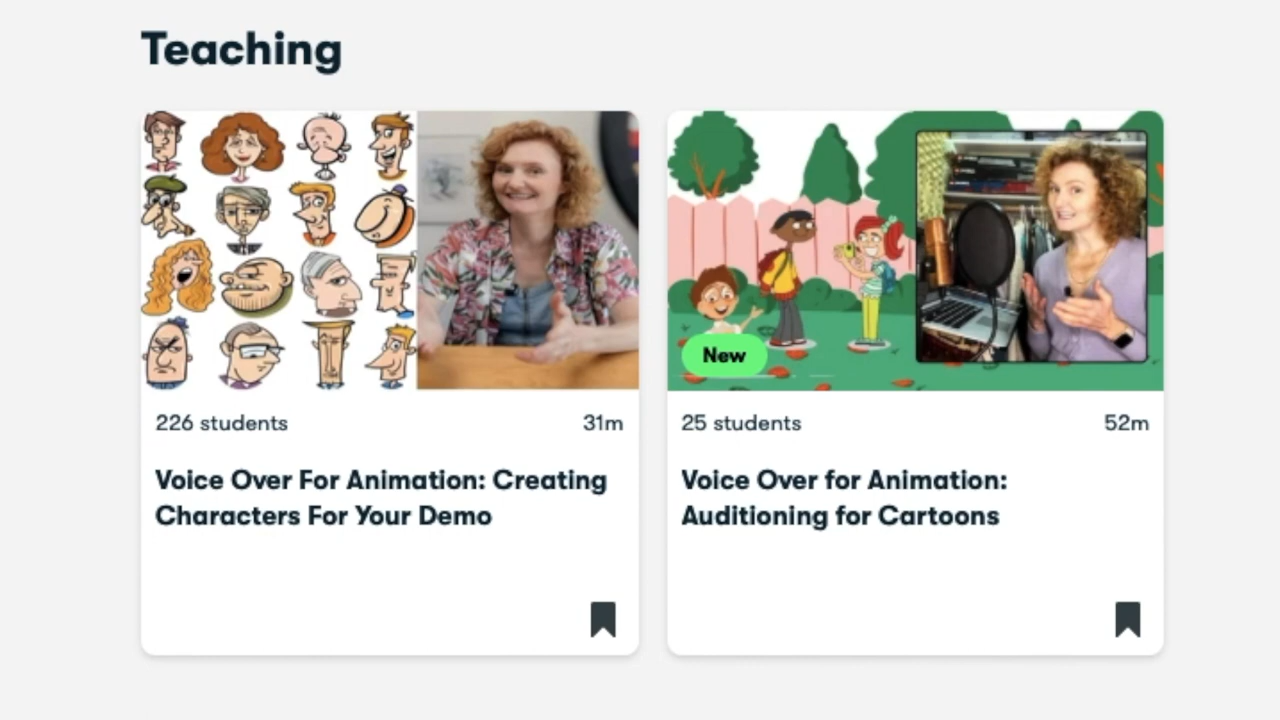 Teaching
New
226 students 31m
Voice Over For Animation: Creating
Characters For Your Demo
25 students 52m
Voice Over for Animation:
Auditioning for Cartoons